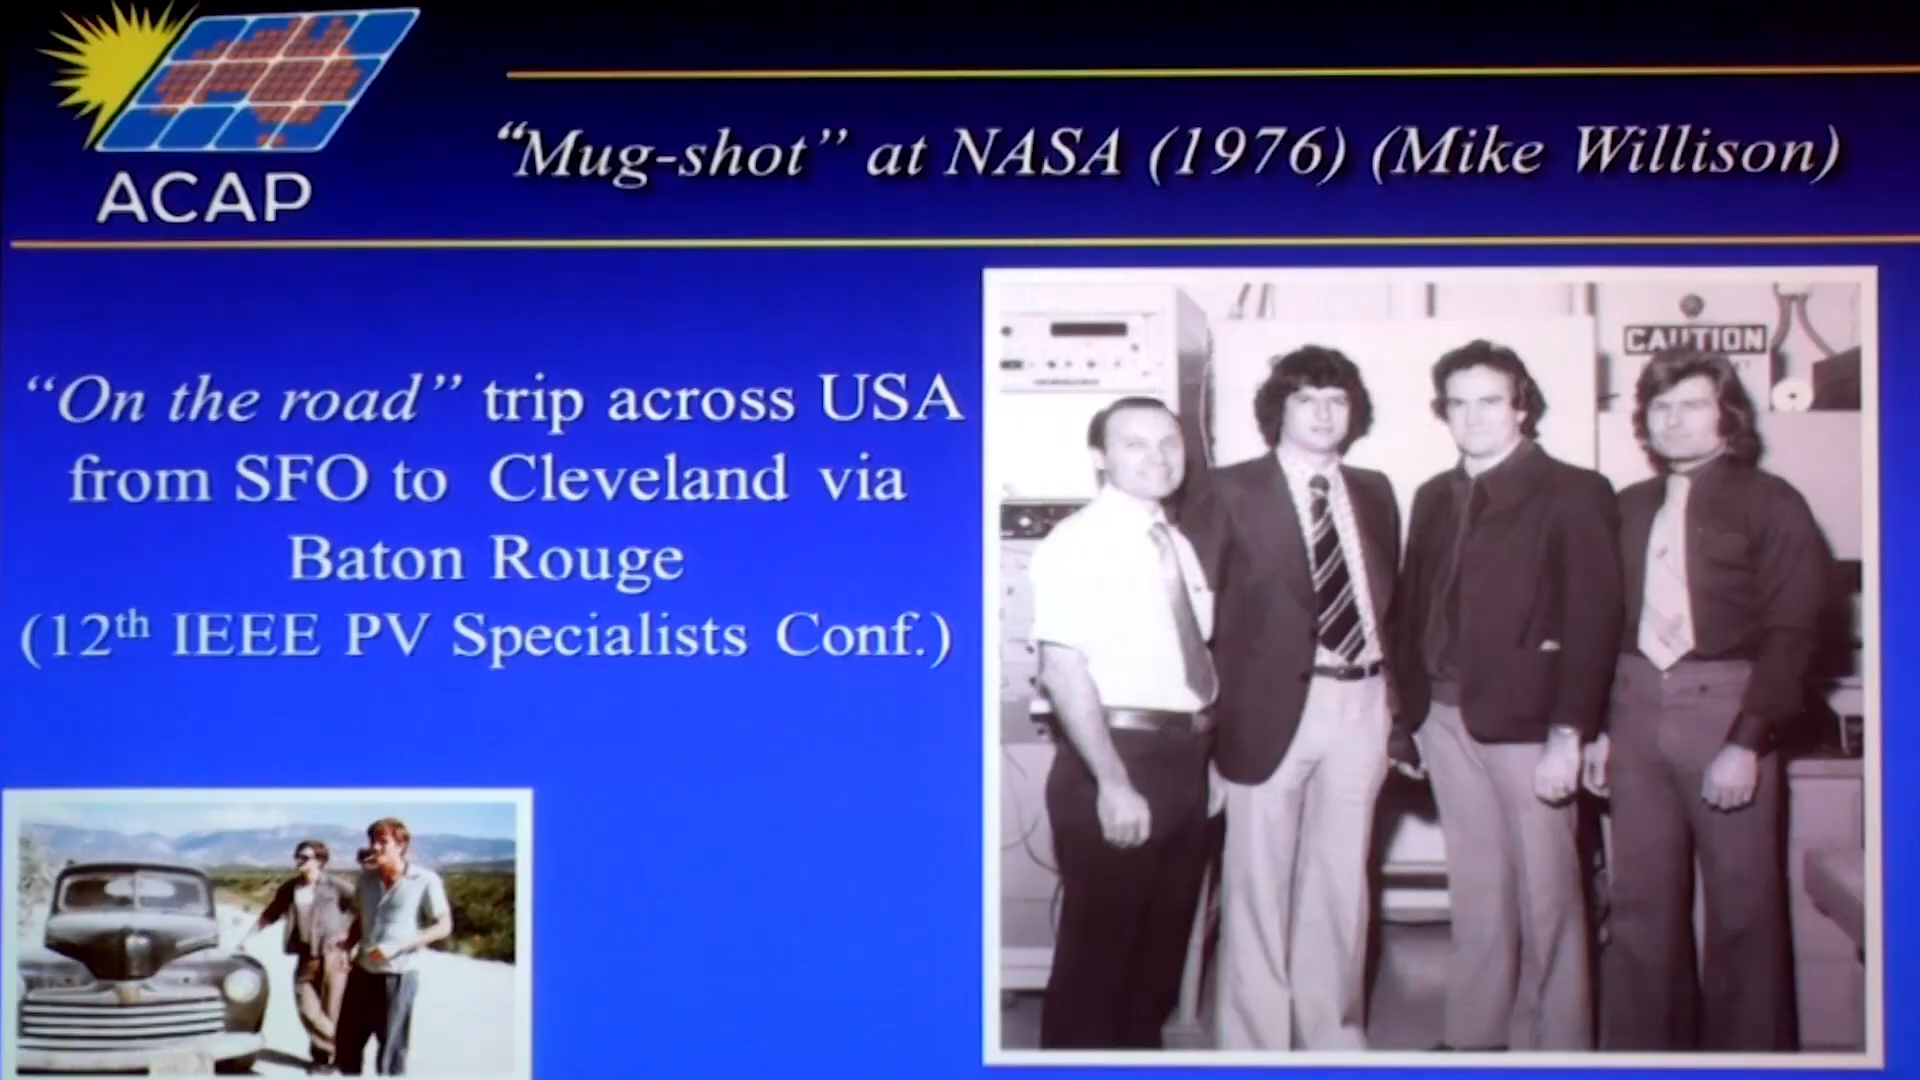 ACAP
“Mug-shot” at NASA (1976) (Mike Willison)
“On the road” trip across USA
from SFO to Cleveland via
Baton Rouge
(12th IEEE PV Specialists Conf.)
CAUTION